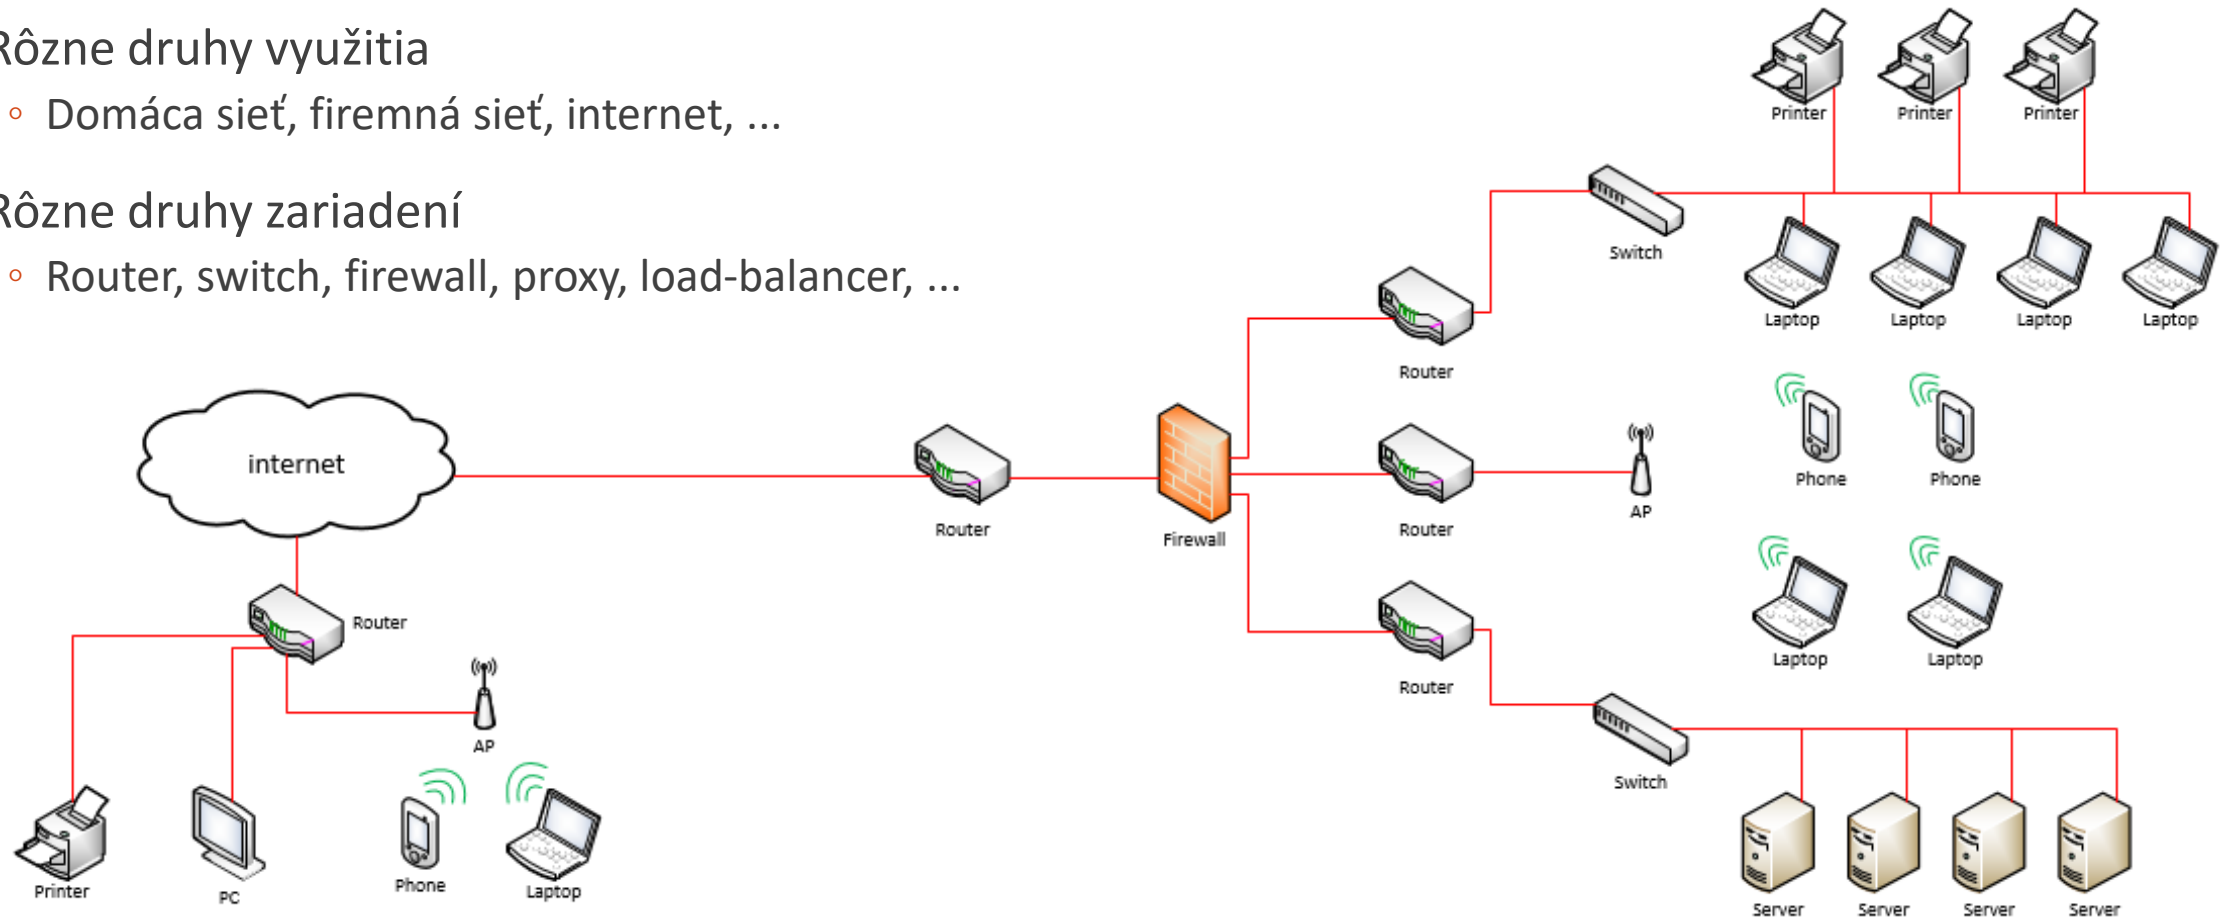 Rôzne druhy využitia
◦ Domáca sieť, firemná sieť, internet, ...
Rôzne druhy zariadení
◦ Router, switch, firewall, proxy, load-balancer, ...
Printer Printer Printer
Switch
Laptop Laptop Laptop Laptop
Router
internet
Phone Phone
AP
Router
Router
Firewall
Router
Laptop Laptop
Router
AP
Switch
Printer
PC
Phone
Laptop
Server Server Server Server